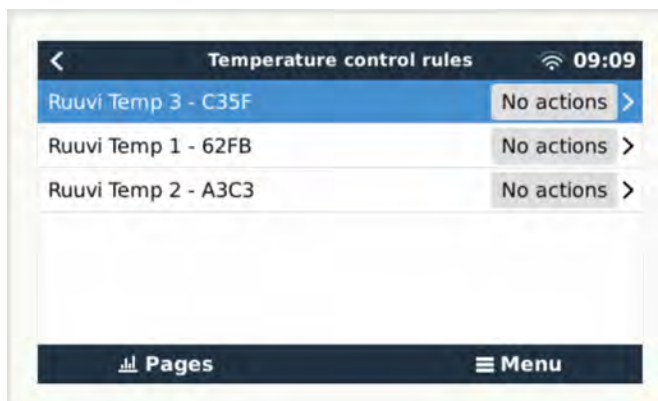 Temperature control rules 09:09
Ruuvi Temp 3 - C35F No actions
Ruuvi Temp 1 - 62FB No actions
Ruuvi Temp 2 - A3C3 No actions
Pages Menu